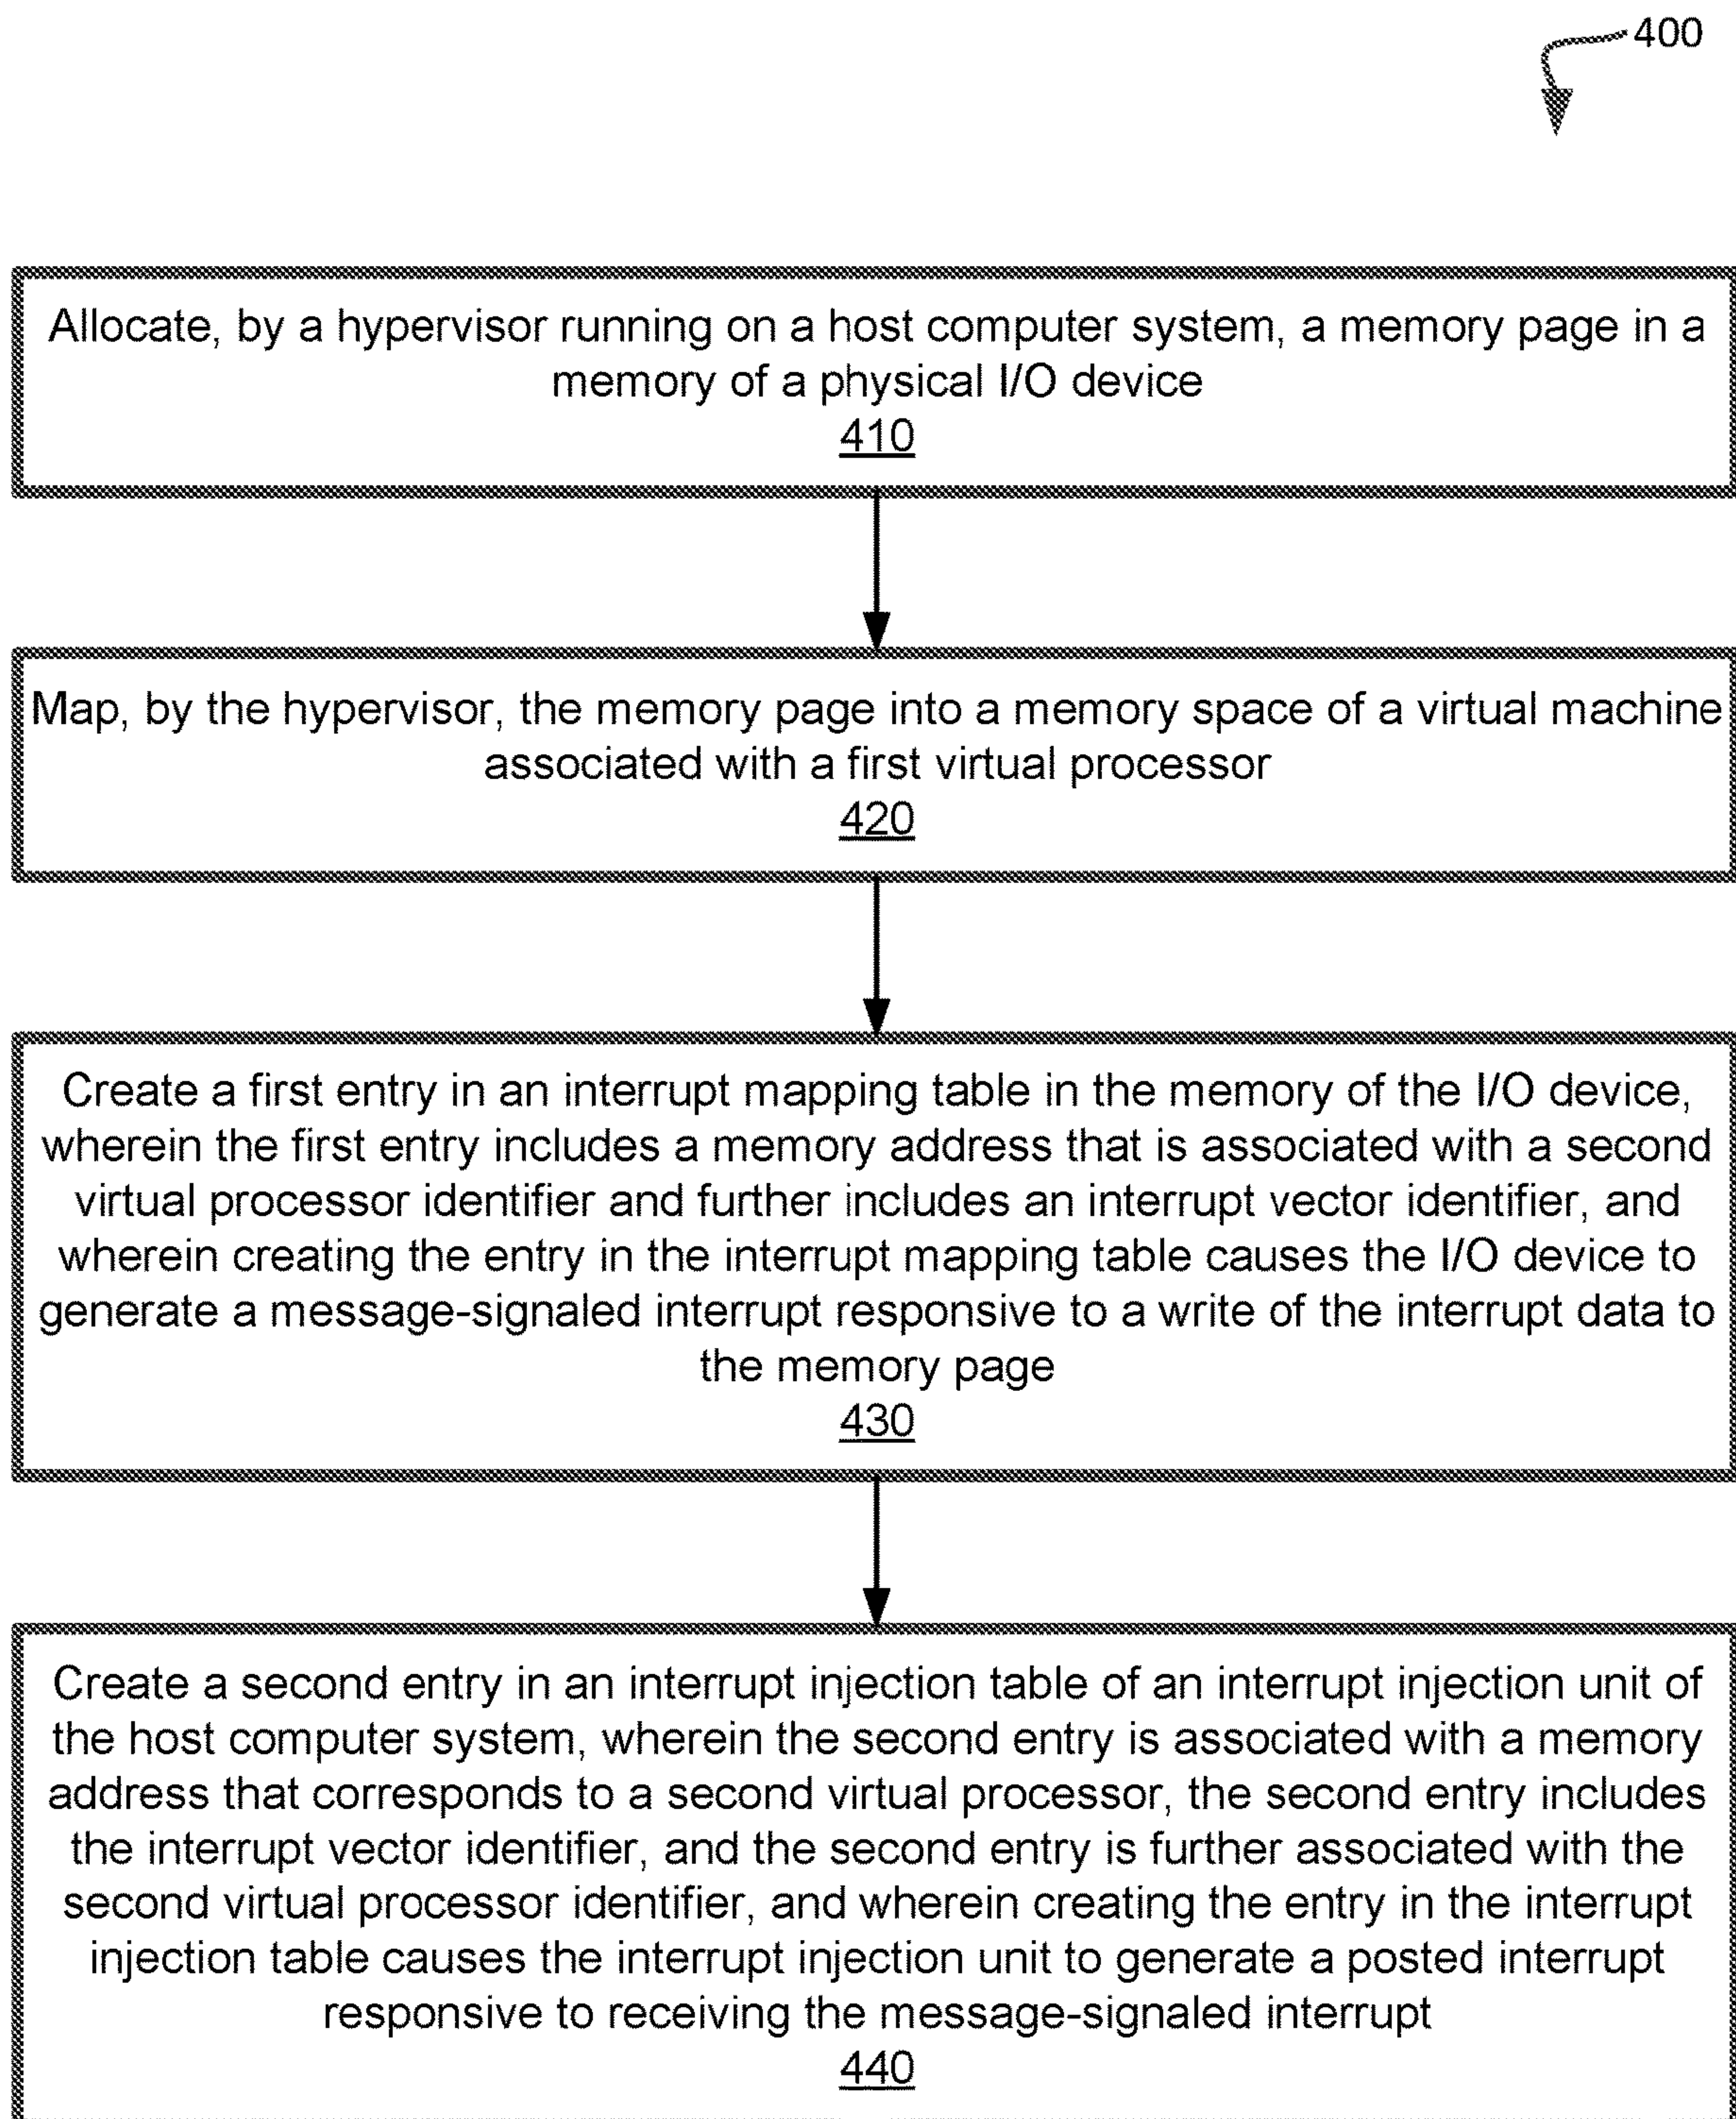 400
Allocate, by a hypervisor running on a host computer system, a memory page in a
memory of a physical I/O device
410
Map, by the hypervisor, the memory page into a memory space of a virtual machine
associated with a first virtual processor
420
Create a first entry in an interrupt mapping table in the memory of the I/O device,
wherein the first entry includes a memory address that is associated with a second
virtual processor identifier and further includes an interrupt vector identifier, and
wherein creating the entry in the interrupt mapping table causes the I/O device to
generate a message-signaled interrupt responsive to a write of the interrupt data to
the memory page
430
Create a second entry in an interrupt injection table of an interrupt injection unit of
the host computer system, wherein the second entry is associated with a memory
address that corresponds to a second virtual processor, the second entry includes
the interrupt vector identifier, and the second entry is further associated with the
second virtual processor identifier, and wherein creating the entry in the interrupt
injection table causes the interrupt injection unit to generate a posted interrupt
responsive to receiving the message-signaled interrupt
440